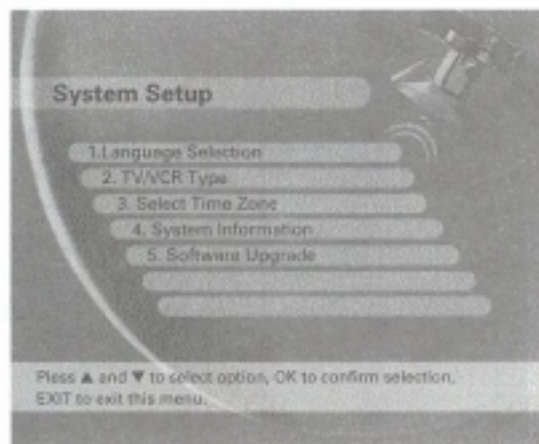 System Setup
1.Language Selection
2. TV/VCR Type
3. Select Time Zone
4. System Information
5. Software Upgrade
Press ▲ and ▼ to select option, OK to confirm selection,
EXIT to exit this menu.